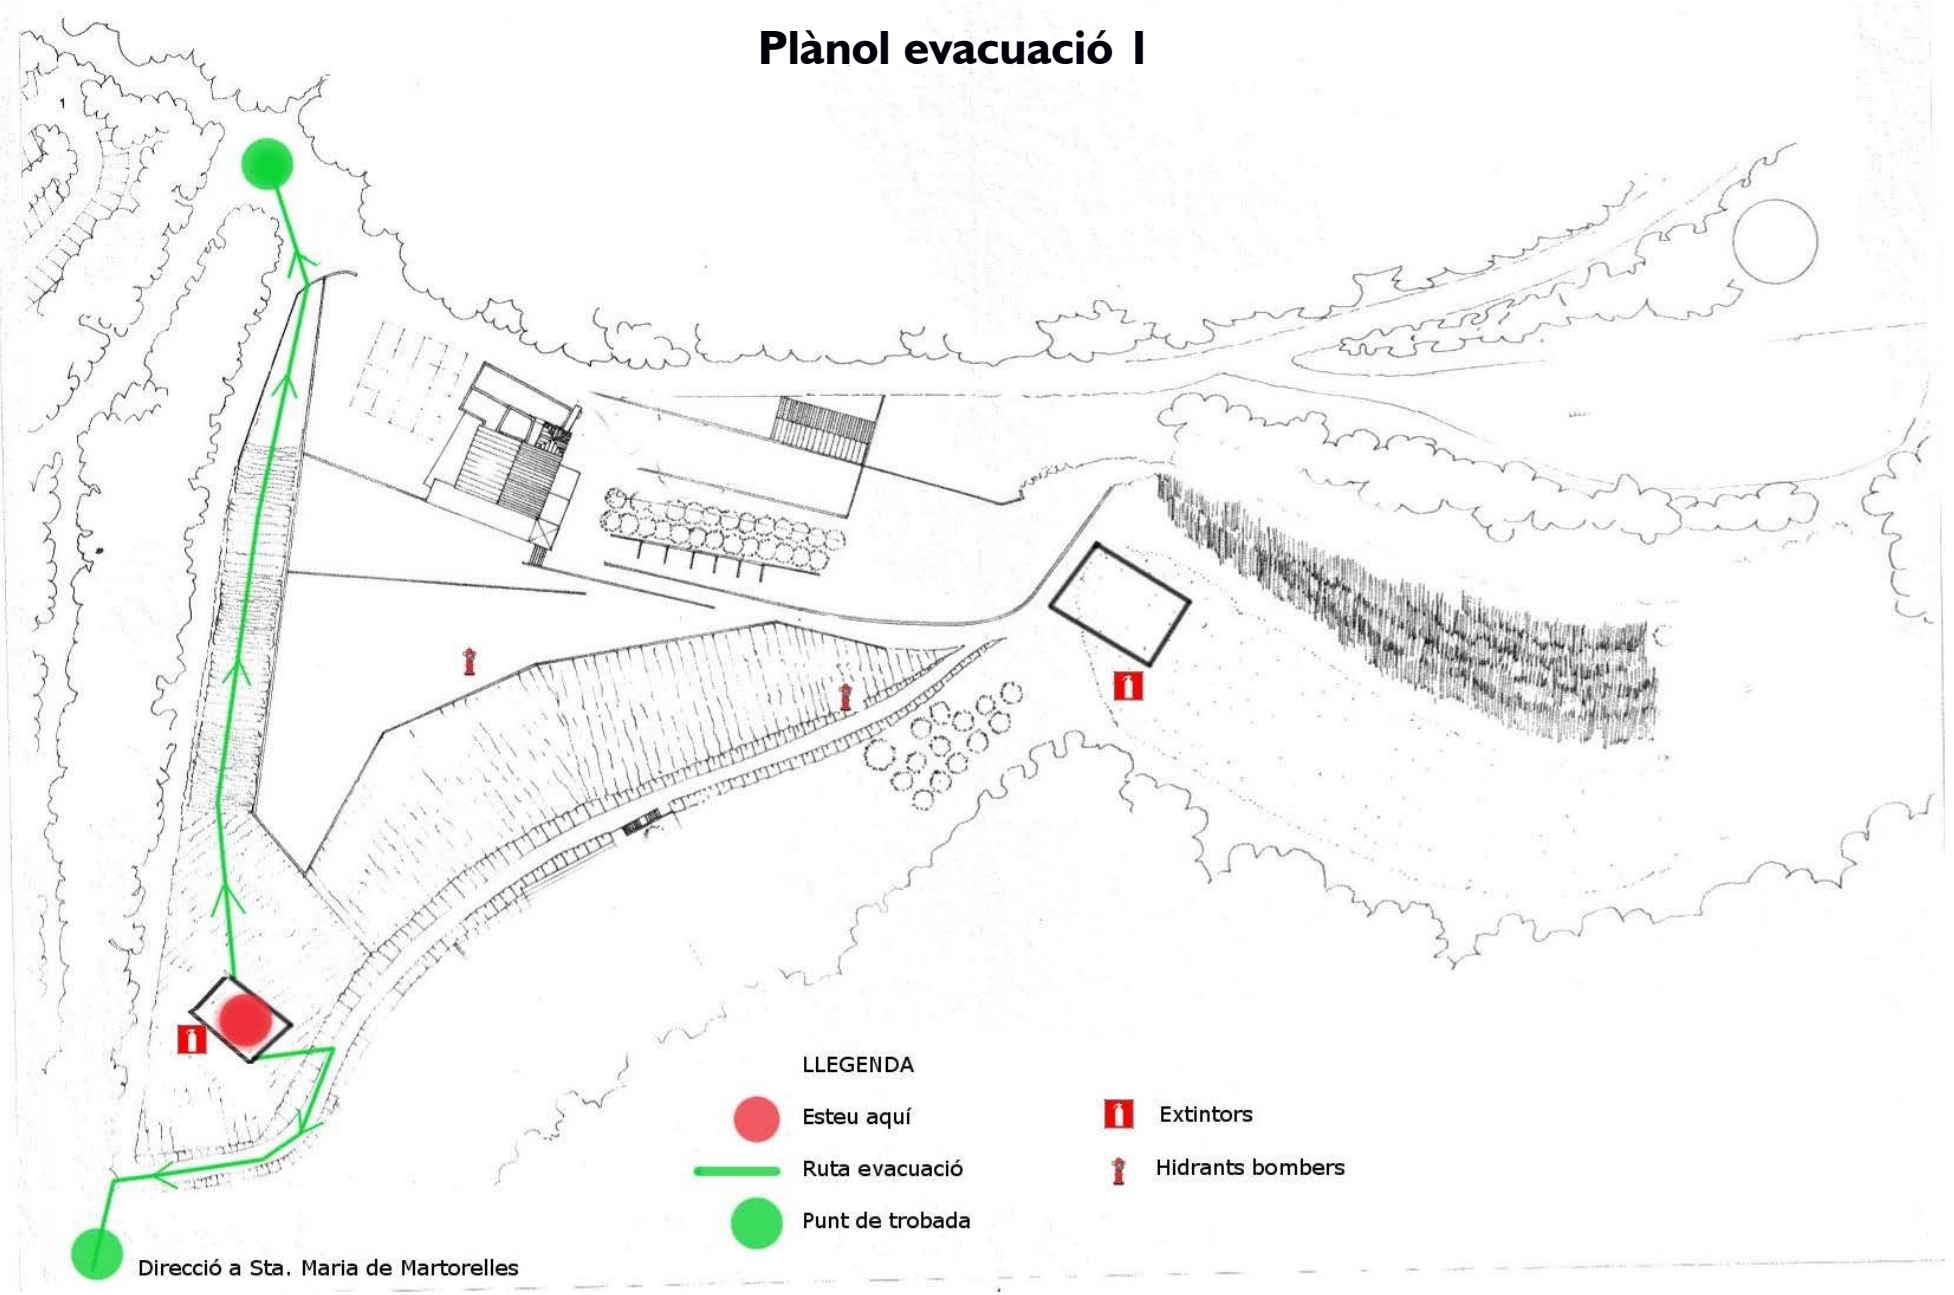 Plànol evacuació 1
LLEGENDA
Esteu aquí
Ruta evacuació
Punt de trobada
Extintors
Hidrants bombers
Direcció a Sta. Maria de Martorelles